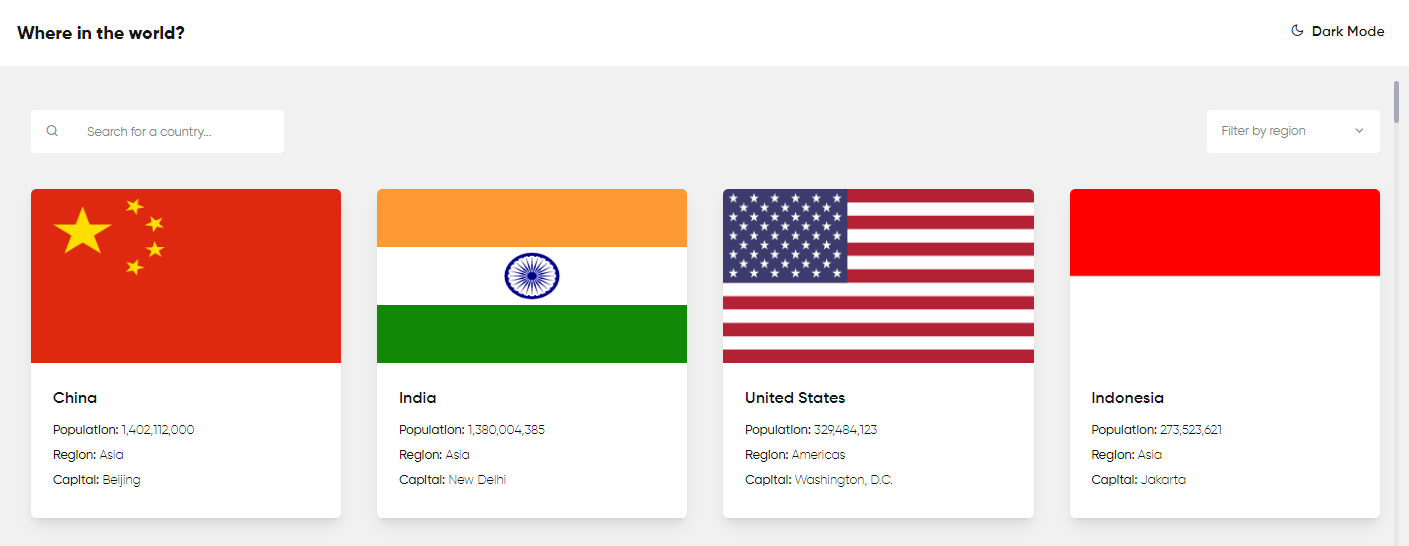 Where in the world?
Dark Mode
Search for a country...
Filter by region
China
Population: 1,402,112,000
Region: Asia
Capital: Beijing
India
Population: 1,380,004,385
Region: Asia
Capital: New Delhi
United States
Population: 329,484,123
Region: Americas
Capital: Washington, D.C.
Indonesia
Population: 273,523,621
Region: Asia
Capital: Jakarta